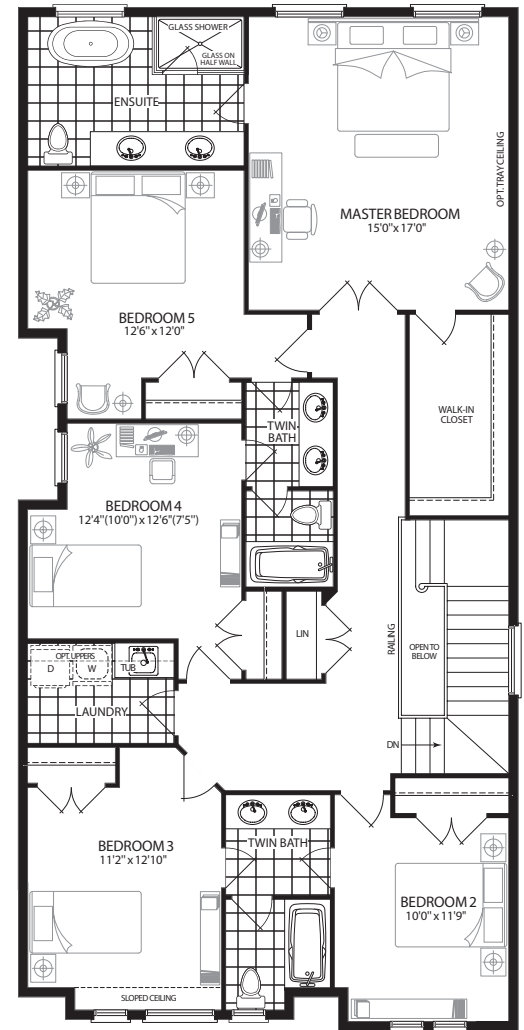 GLASS SHOWER
GLASS ON
HALF WALL
ENSUITE
OPT. TRAY CEILING
MASTER BEDROOM
15'0" x 17'0"
BEDROOM 5
12'6" x 12'0"
WALK-IN
CLOSET
TWIN
BATH
BEDROOM 4
12'4"(10'0") x 12'6"(7'5")
LIN
RAILING
OPEN TO
BELOW
OPT. UPPERS
D
W
TUB
LAUNDRY
DN
BEDROOM 3
11'2" x 12'10"
TWIN BATH
BEDROOM 2
10'0" x 11'9"
SLOPED CEILING